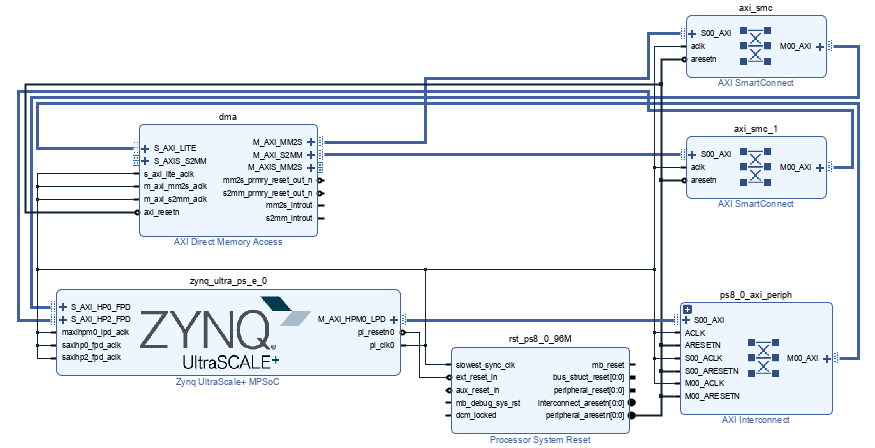 axi_smc
S00_AXI
aclk
aresetn
M00_AXI
AXI SmartConnect
dma
S_AXI_LITE
S_AXIS_S2MM
s_axi_lite_aclk
m_axi_mm2s_aclk
m_axi_s2mm_aclk
axi_resetn
M_AXI_MM2S
M_AXI_S2MM
M_AXIS_MM2S
mm2s_prmry_reset_out_n
s2mm_prmry_reset_out_n
mm2s_introut
s2mm_introut
AXI Direct Memory Access
axi_smc_1
S00_AXI
aclk
aresetn
M00_AXI
AXI SmartConnect
zynq_ultra_ps_e_0
S_AXI_HP0_FPD
S_AXI_HP2_FPD
maxihpm0_lpd_aclk
saxihp0_fpd_aclk
saxihp2_fpd_aclk
ZYNQ
UltraSCALE+
M_AXI_HPM0_LPD
pl_resetn0
pl_clk0
Zynq UltraScale+ MPSoC
rst_ps8_0_96M
slowest_sync_clk
ext_reset_in
aux_reset_in
mb_debug_sys_rst
dcm_locked
mb_reset
bus_struct_reset[0:0]
peripheral_reset[0:0]
interconnect_aresetn[0:0]
peripheral_aresetn[0:0]
Processor System Reset
ps8_0_axi_periph
S00_AXI
ACLK
ARESETN
S00_ACLK
S00_ARESETN
M00_ACLK
M00_ARESETN
M00_AXI
AXI Interconnect